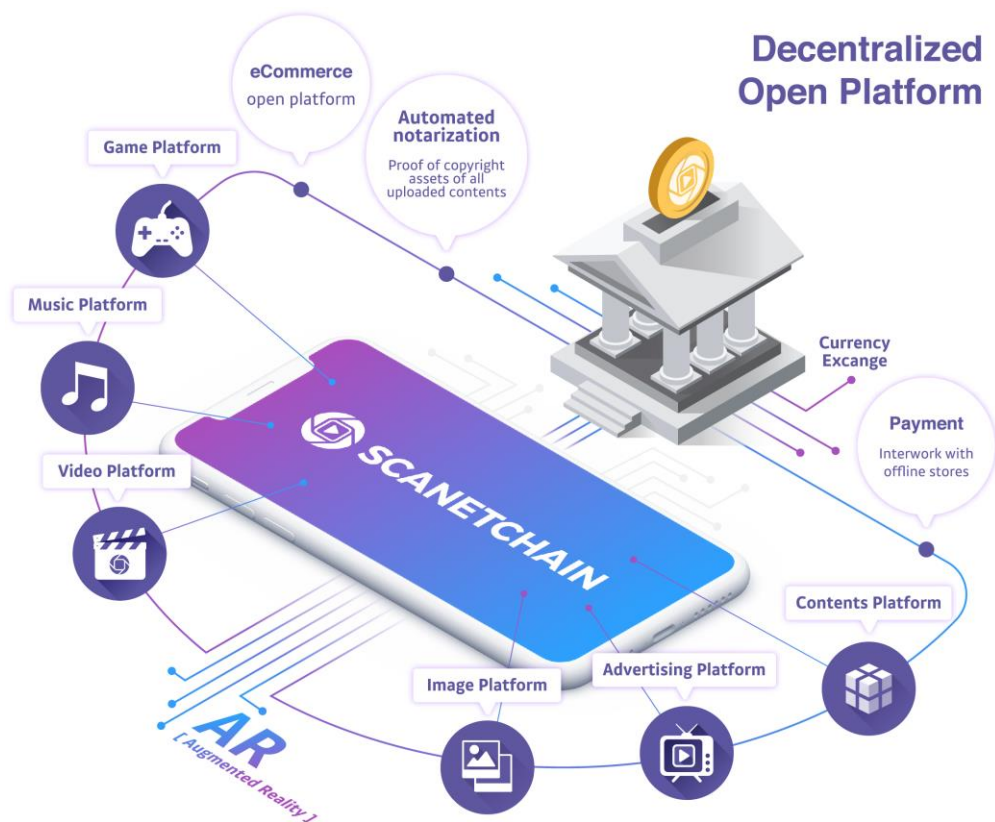 Decentralized
Open Platform
eCommerce
open platform
Automated
notarization
Proof of copyright
assets of all
uploaded contents
Game Platform
Music Platform
Currency
Excange
Payment
Interwork with
offline stores
Video Platform
SCANETCHAIN
Contents Platform
Advertising Platform
Image Platform
AR
[ Augmented Reality ]